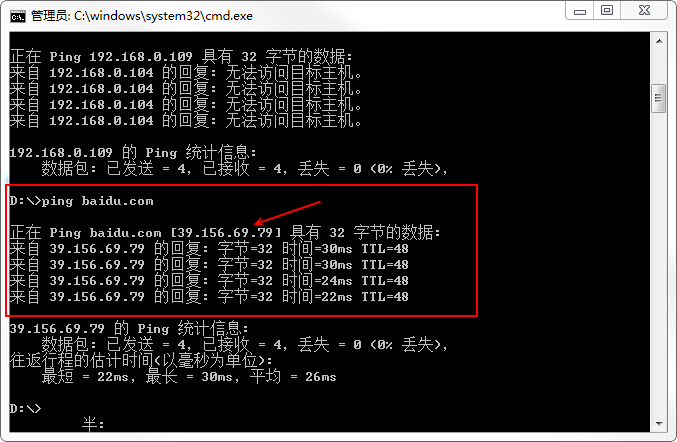 管理员: C:\windows\system32\cmd.exe
正在 Ping 192.168.0.109 具有 32 字节的数据:
来自 192.168.0.104 的回复: 无法访问目标主机。
来自 192.168.0.104 的回复: 无法访问目标主机。
来自 192.168.0.104 的回复: 无法访问目标主机。
来自 192.168.0.104 的回复: 无法访问目标主机。
192.168.0.109 的 Ping 统计信息:
数据包: 已发送 = 4, 已接收 = 4, 丢失 = 0 (0% 丢失),
D:\>ping baidu.com
正在 Ping baidu.com [39.156.69.79] 具有 32 字节的数据:
来自 39.156.69.79 的回复: 字节=32 时间=30ms TTL=48
来自 39.156.69.79 的回复: 字节=32 时间=30ms TTL=48
来自 39.156.69.79 的回复: 字节=32 时间=24ms TTL=48
来自 39.156.69.79 的回复: 字节=32 时间=22ms TTL=48
39.156.69.79 的 Ping 统计信息:
数据包: 已发送 = 4, 已接收 = 4, 丢失 = 0 (0% 丢失),
往返行程的估计时间(以毫秒为单位):
最短 = 22ms, 最长 = 30ms, 平均 = 26ms
D:\>
半: